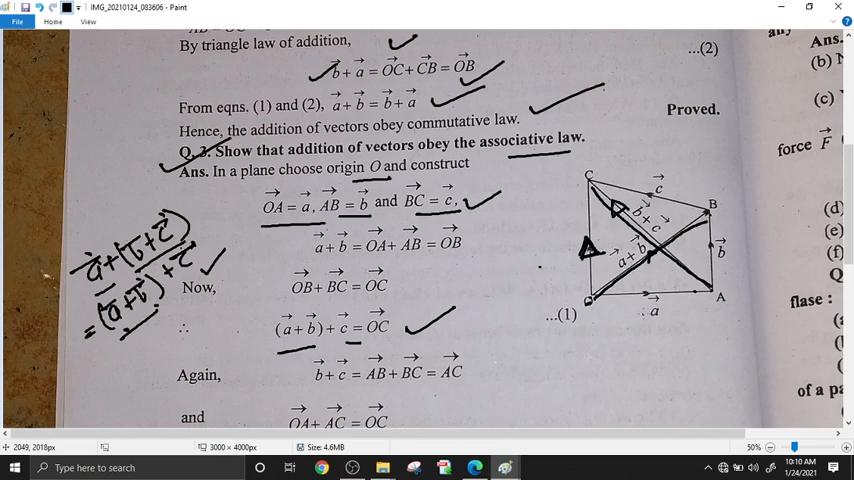 IMG_20210124_083606 - Paint
File Home View
By triangle law of addition,
b⃗ + a⃗ = OC⃗ + CB⃗ = OB⃗ ...(2)
From eqns. (1) and (2), a⃗ + b⃗ = b⃗ + a⃗
Hence, the addition of vectors obey commutative law. Proved.
Q. 3. Show that addition of vectors obey the associative law.
Ans. In a plane choose origin O and construct
OA⃗ = a⃗, AB⃗ = b⃗ and BC⃗ = c⃗,
a⃗ + b⃗ = OA⃗ + AB⃗ = OB⃗
Now, OB⃗ + BC⃗ = OC⃗
∴ (a⃗ + b⃗) + c⃗ = OC⃗ ...(1)
Again, b⃗ + c⃗ = AB⃗ + BC⃗ = AC⃗
and OA⃗ + AC⃗ = OC⃗
a⃗+(b⃗+c⃗)
=(a⃗+b⃗)+c⃗
C
c⃗
B
b⃗ + c⃗
a⃗ + b⃗
b⃗
A
a⃗
Ans.
(b)
(c)
force F⃗
(d)
(e)
(f)
flase :
(a)
(b)
of a pa
2049, 2018px 3000 × 4000px Size: 4.6MB 50%
Type here to search
10:10 AM
1/24/2021